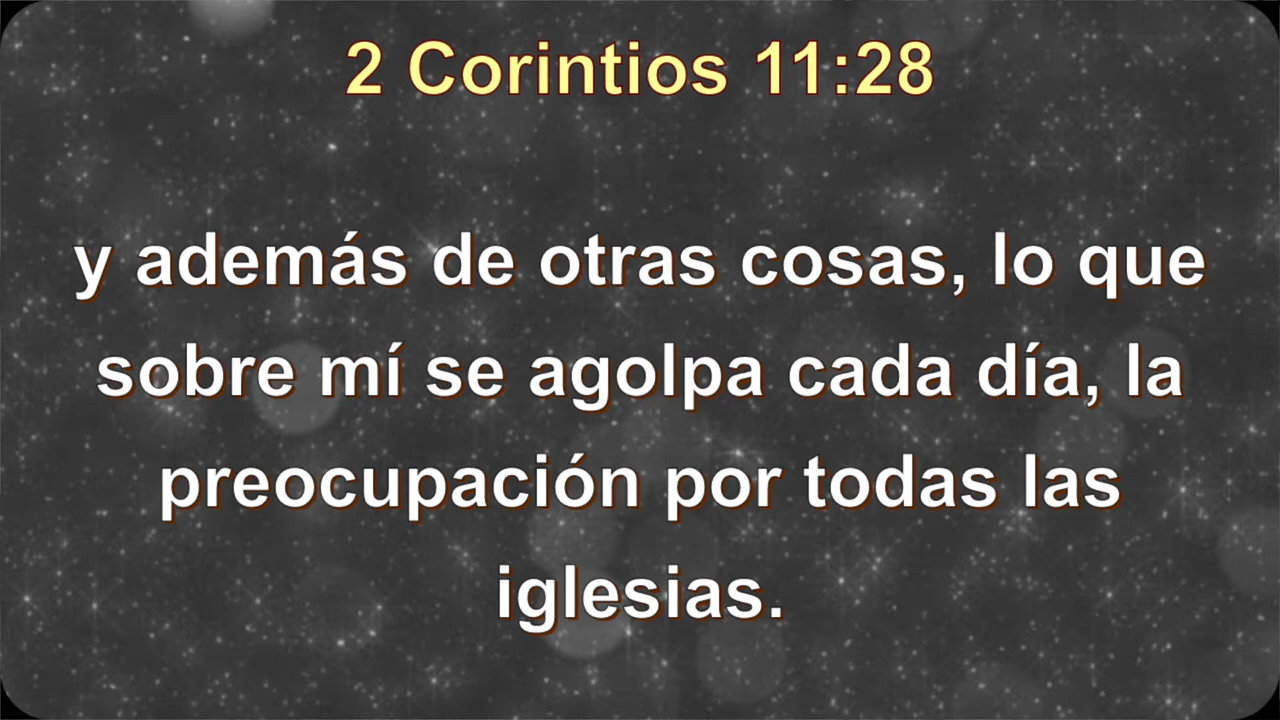 2 Corintios 11:28
y además de otras cosas, lo que
sobre mí se agolpa cada día, la
preocupación por todas las
iglesias.